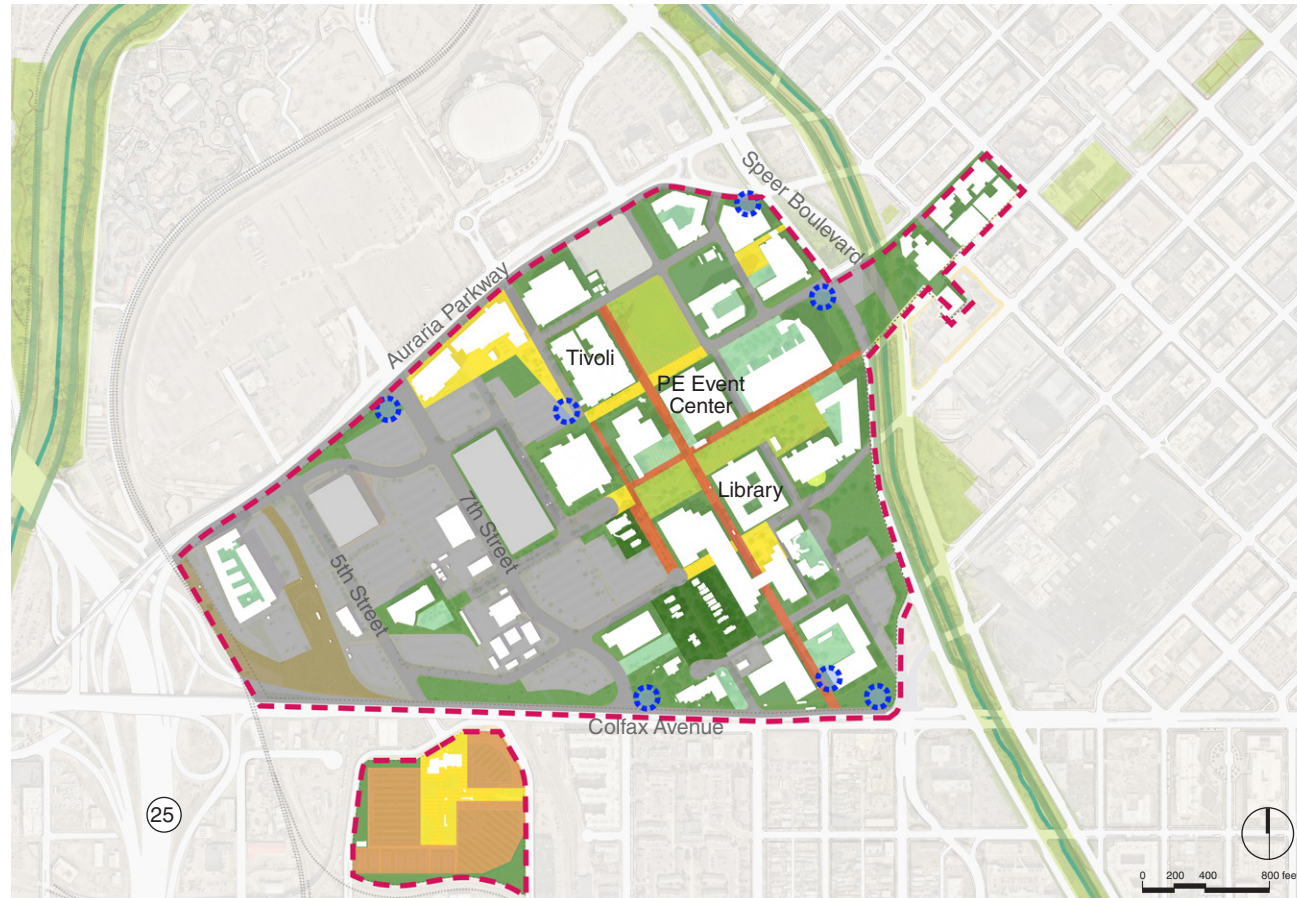 Speer Boulevard
Auraria Parkway
Tivoli
PE Event
Center
Library
7th Street
5th Street
Colfax Avenue
25
0 200 400 800 fee